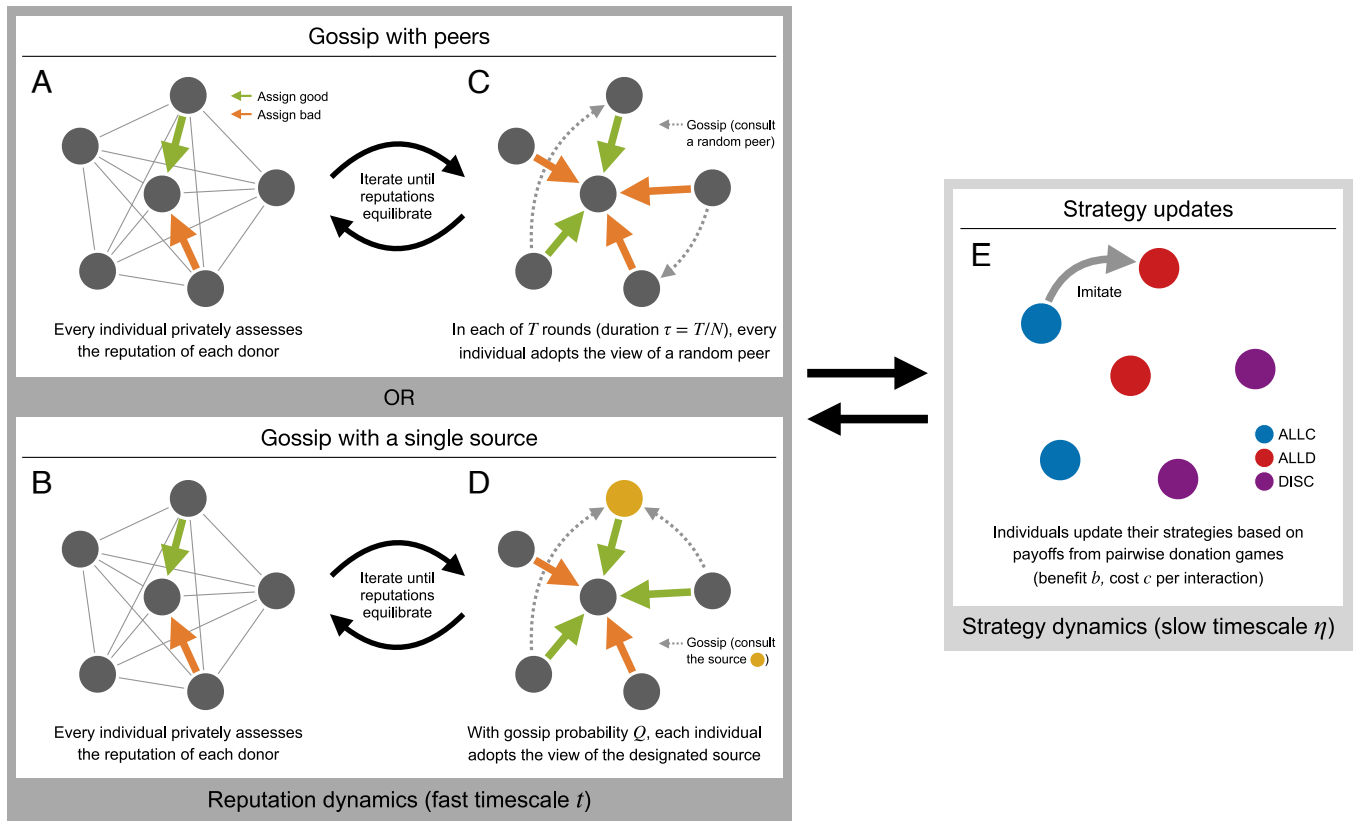 Gossip with peers
A
Assign good
Assign bad
Every individual privately assesses
the reputation of each donor
Iterate until
reputations
equilibrate
C
Gossip (consult
a random peer)
In each of T rounds (duration τ = T/N), every
individual adopts the view of a random peer
OR
Gossip with a single source
B
Every individual privately assesses
the reputation of each donor
Iterate until
reputations
equilibrate
D
Gossip (consult
the source )
With gossip probability Q, each individual
adopts the view of the designated source
Reputation dynamics (fast timescale t)
Strategy updates
E
Imitate
ALLC
ALLD
DISC
Individuals update their strategies based on
payoffs from pairwise donation games
(benefit b, cost c per interaction)
Strategy dynamics (slow timescale η)